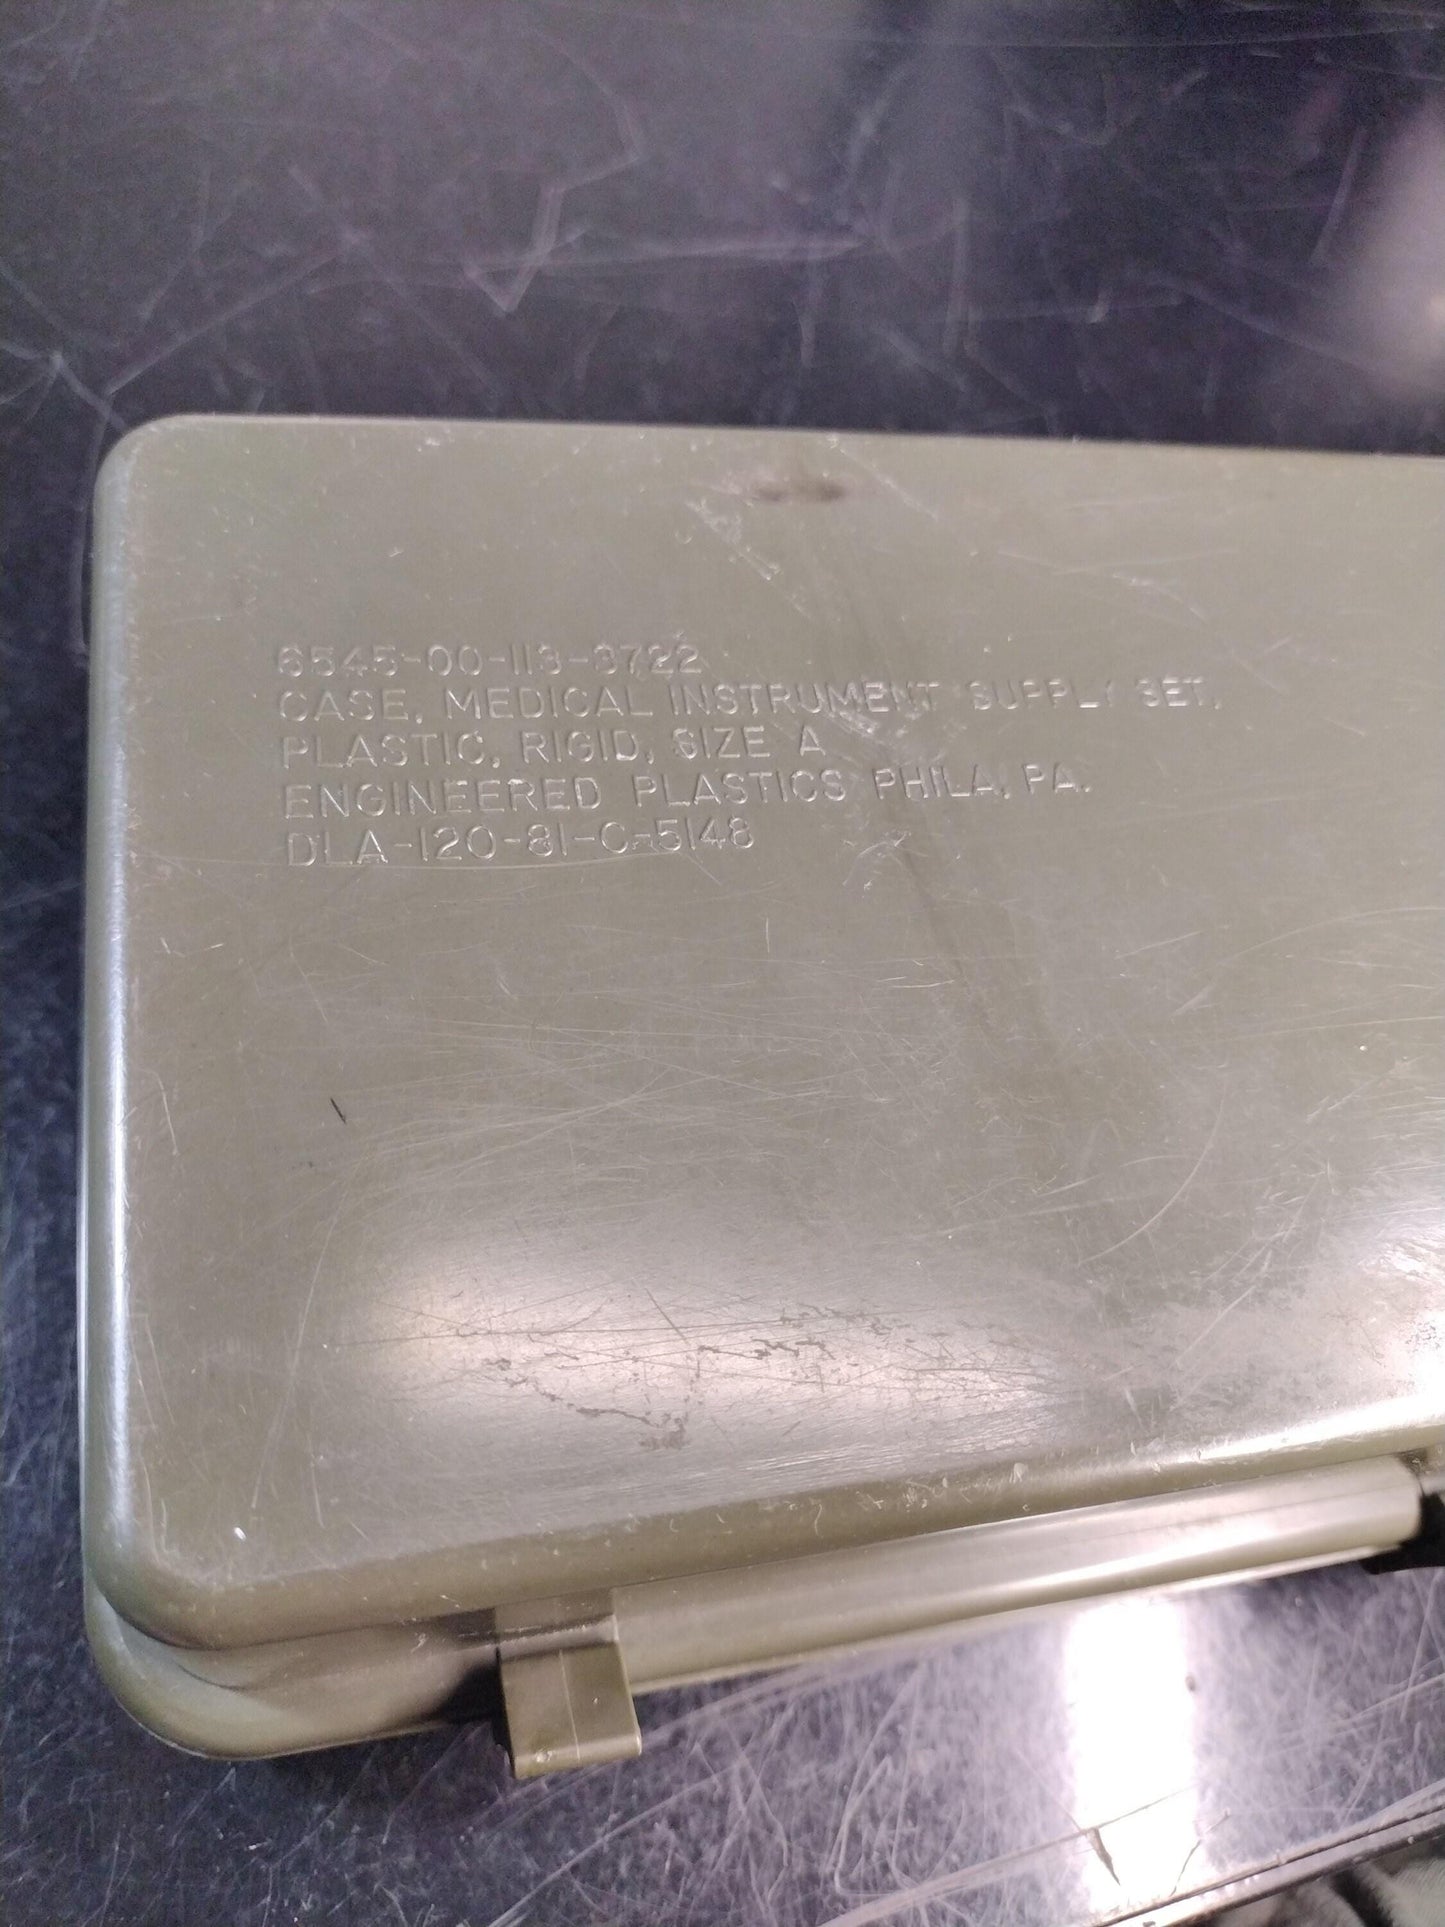 6545-00-113-3722
CASE, MEDICAL INSTRUMENT SUPPLY SET,
PLASTIC, RIGID, SIZE A
ENGINEERED PLASTICS PHILA, PA.
DLA-120-81-C-5148